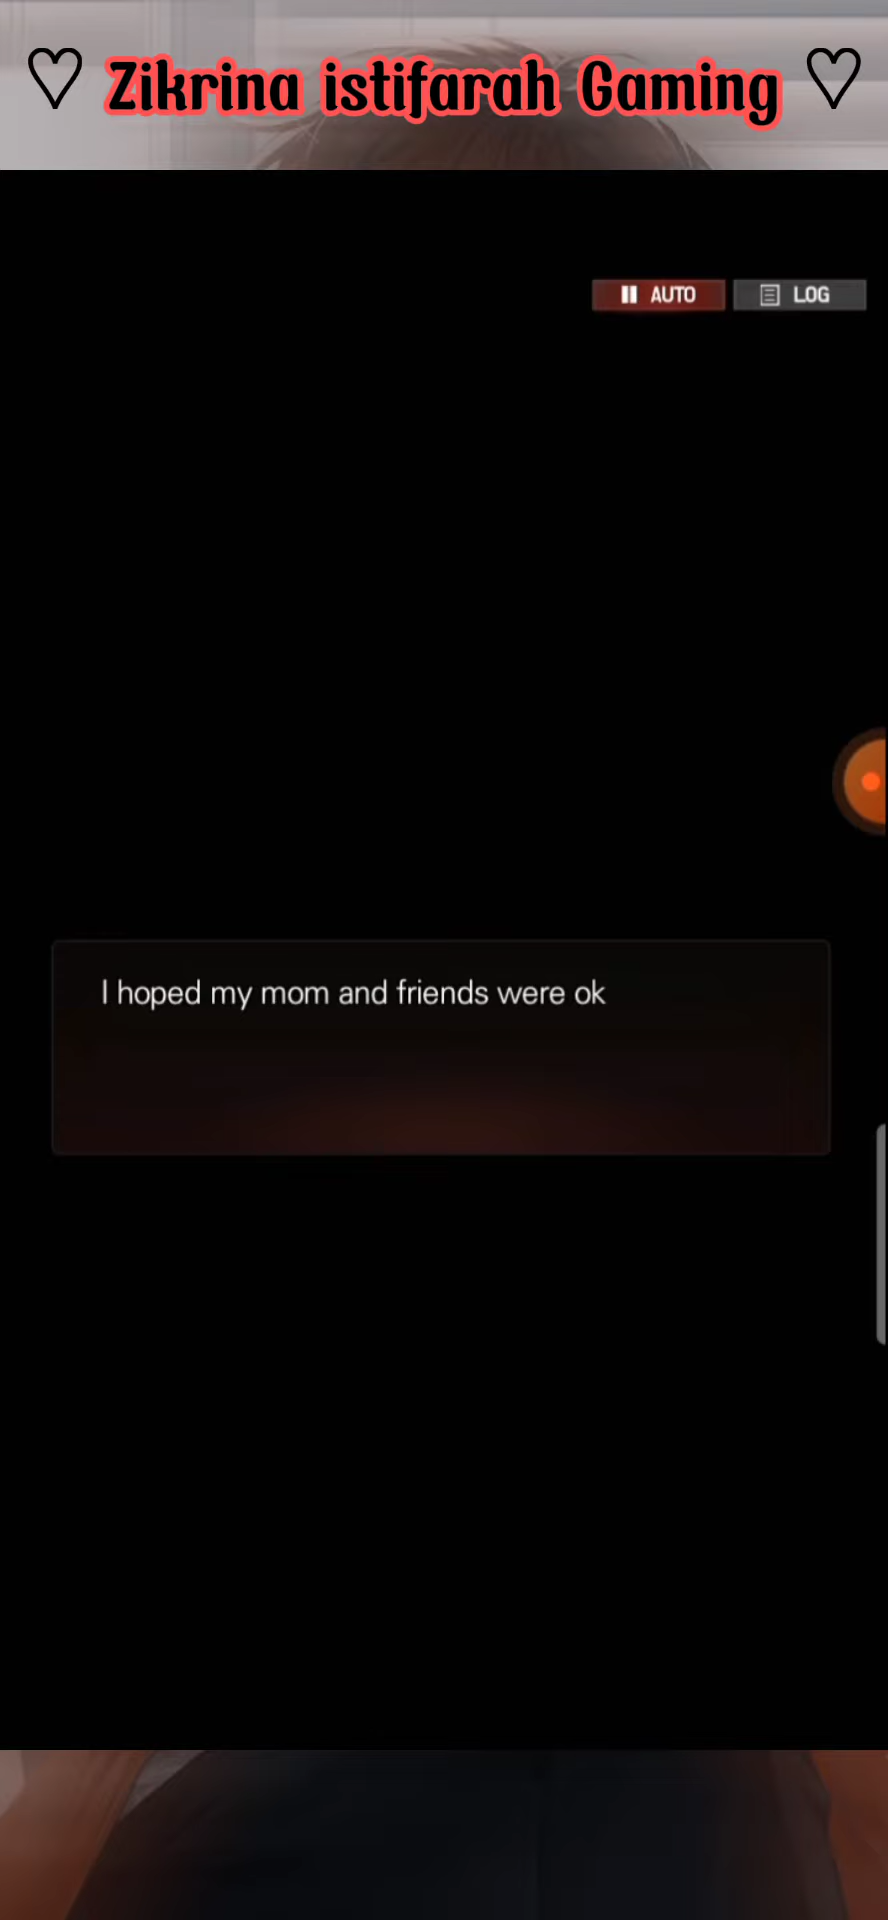 ♡ Zikrina istifarah Gaming ♡
AUTO
LOG
I hoped my mom and friends were ok